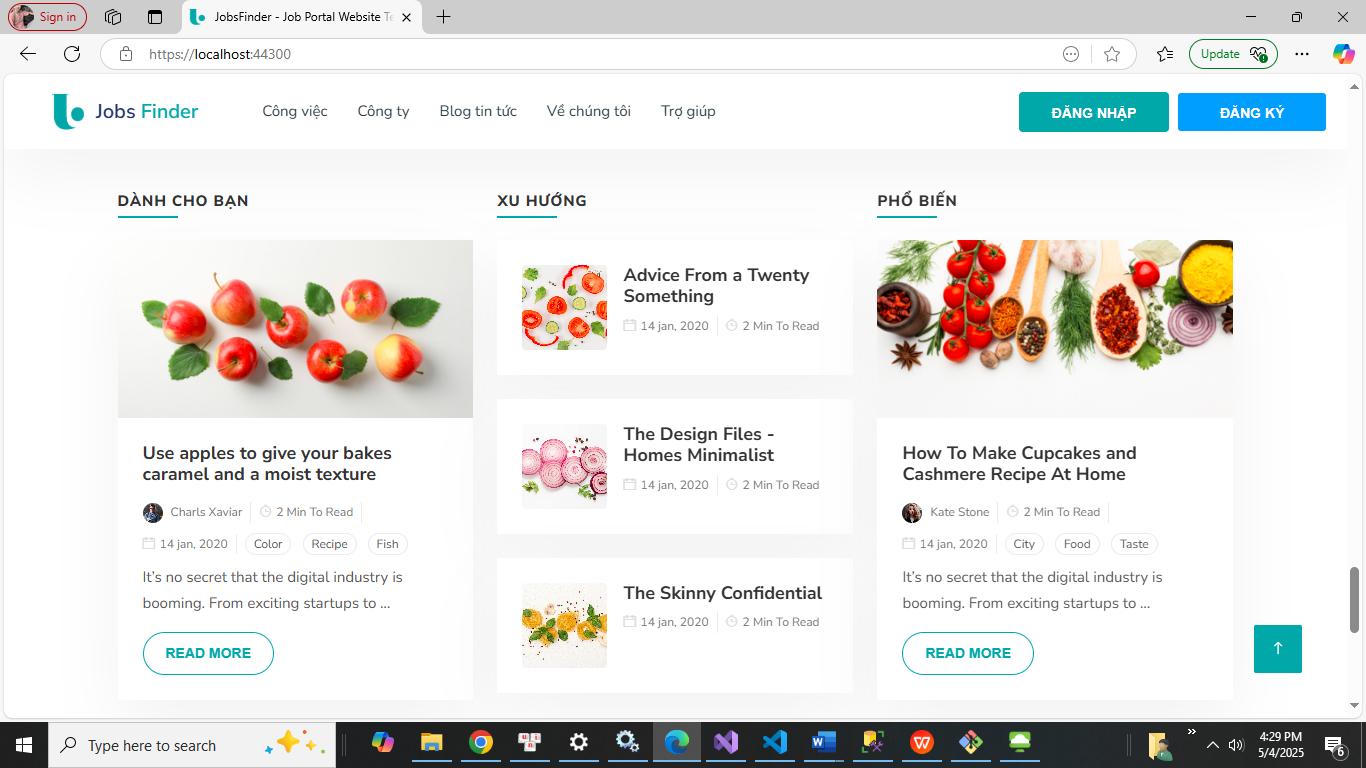 Sign in
JobsFinder - Job Portal Website Te
https://localhost:44300
Update
Jobs Finder
Công việc
Công ty
Blog tin tức
Về chúng tôi
Trợ giúp
ĐĂNG NHẬP
ĐĂNG KÝ
DÀNH CHO BẠN
Use apples to give your bakes
caramel and a moist texture
Charls Xaviar
2 Min To Read
14 jan, 2020
Color
Recipe
Fish
It's no secret that the digital industry is
booming. From exciting startups to ...
READ MORE
XU HƯỚNG
Advice From a Twenty
Something
14 jan, 2020
2 Min To Read
The Design Files -
Homes Minimalist
14 jan, 2020
2 Min To Read
The Skinny Confidential
14 jan, 2020
2 Min To Read
PHỔ BIẾN
How To Make Cupcakes and
Cashmere Recipe At Home
Kate Stone
2 Min To Read
14 jan, 2020
City
Food
Taste
It's no secret that the digital industry is
booming. From exciting startups to ...
READ MORE
Type here to search
4:29 PM
5/4/2025
6